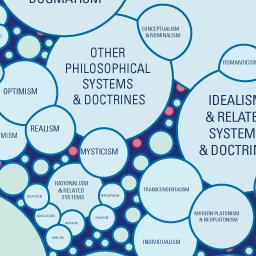 DOGMATISM
CONCEPTUALISM
& NOMINALISM
OTHER
PHILOSOPHICAL
SYSTEMS
& DOCTRINES
ROMANTICISM
OPTIMISM
IDEALISM
& RELATE
SYSTEM
& DOCTRIN
REALISM
MISM
MYSTICISM
RATIONALISM
& RELATED
SYSTEMS
TRANSCENDENTALISM
MODERN PLATONISM
& NEOPLATONISM
INDIVIDUALISM